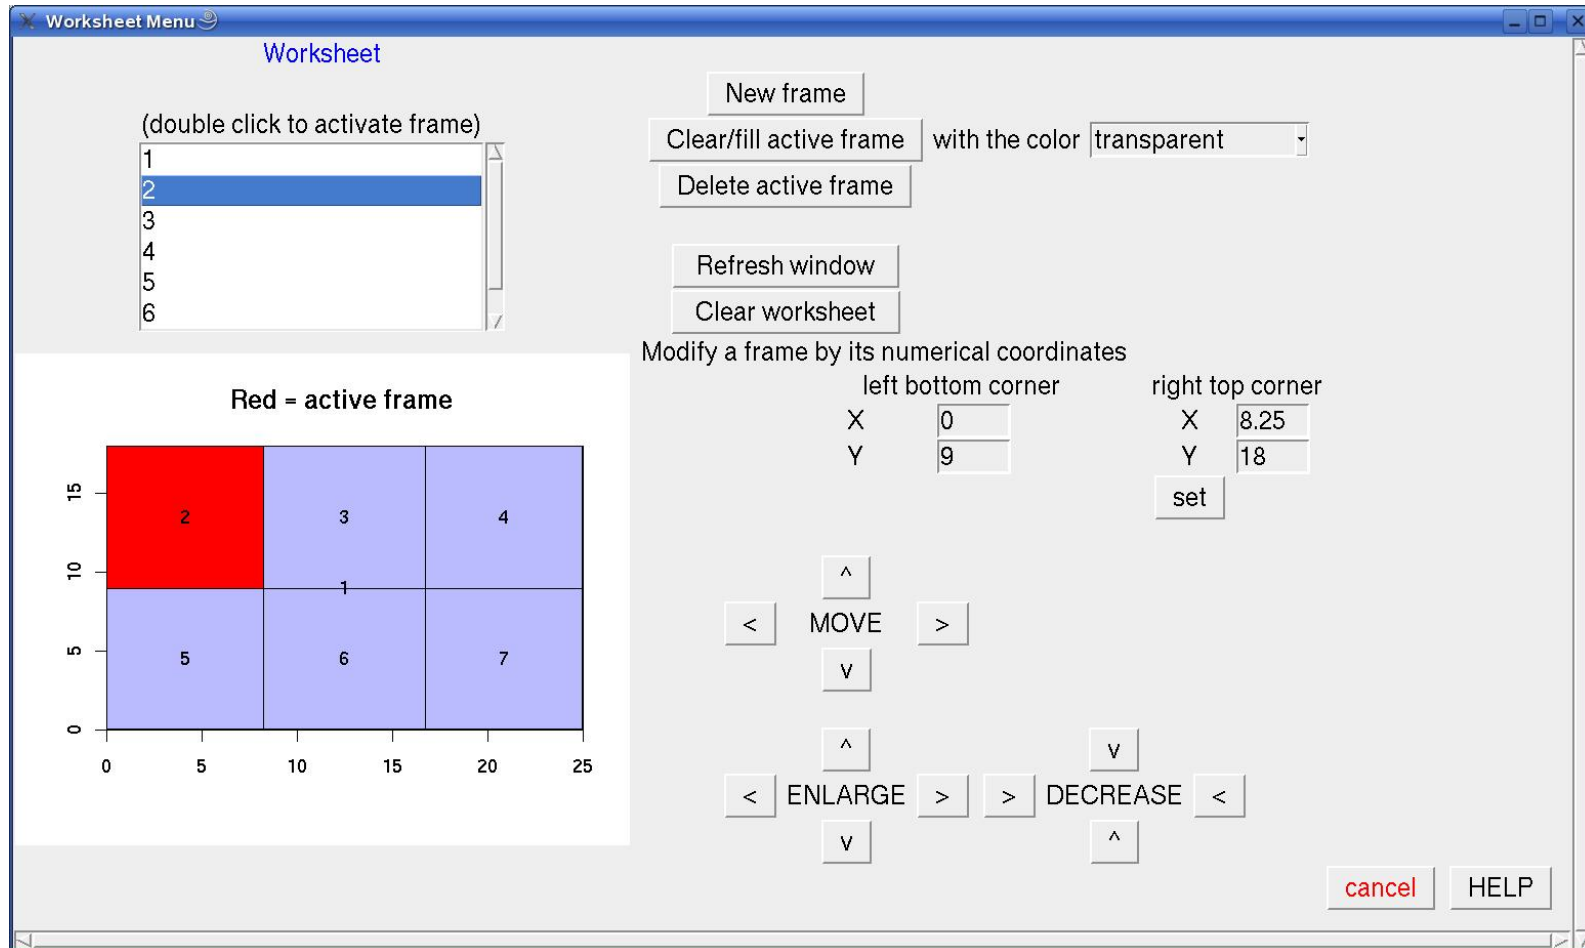 Worksheet Menu
Worksheet
New frame
(double click to activate frame)
Clear/fill active frame with the color transparent
1
2
3
4
5
6
Delete active frame
Refresh window
Clear worksheet
Modify a frame by its numerical coordinates
left bottom corner right top corner
X 0 X 8.25
Y 9 Y 18
set
Red = active frame
15
10
5
0
2 3 4
1
5 6 7
0 5 10 15 20 25
^
< MOVE >
v
^ v
< ENLARGE > > DECREASE <
v ^
cancel HELP